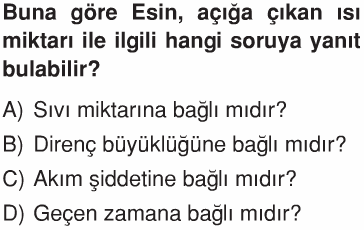 Buna göre Esin, açığa çıkan ısı
miktarı ile ilgili hangi soruya yanıt
bulabilir?
A) Sıvı miktarına bağlı mıdır?
B) Direnç büyüklüğüne bağlı mıdır?
C) Akım şiddetine bağlı mıdır?
D) Geçen zamana bağlı mıdır?